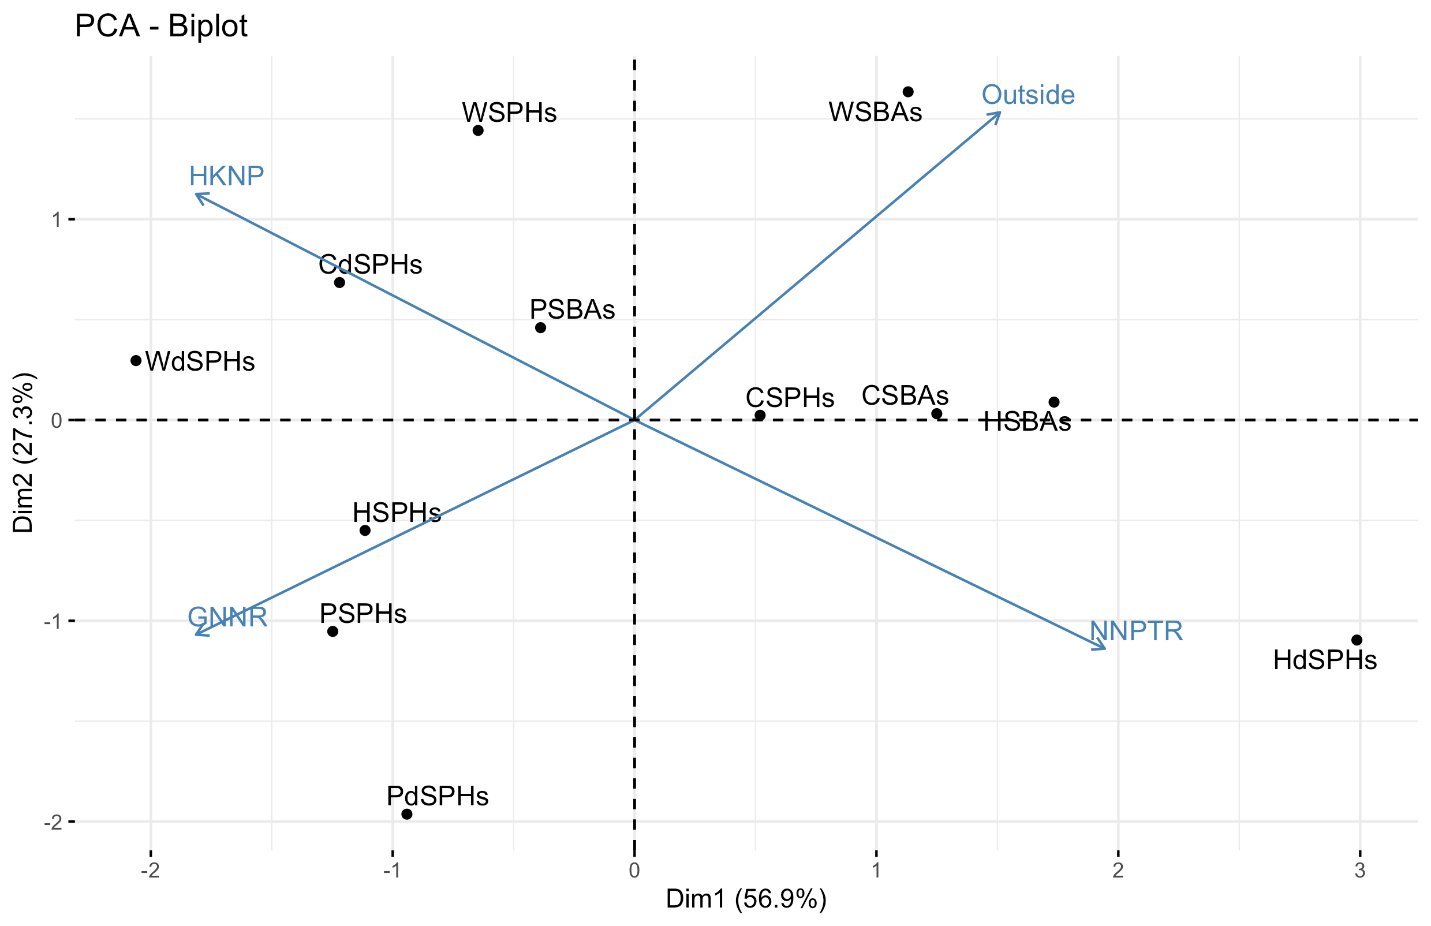 PCA - Biplot
WSPHs
WSBAs
Outside
HKNP
1
CdSPHs
PSBAs
WdSPHs
CSPHs
CSBAs
HSBAs
0
Dim2 (27.3%)
HSPHs
GNNR
PSPHs
-1
NNPTR
HdSPHs
PdSPHs
-2
-2
-1
0
1
2
3
Dim1 (56.9%)